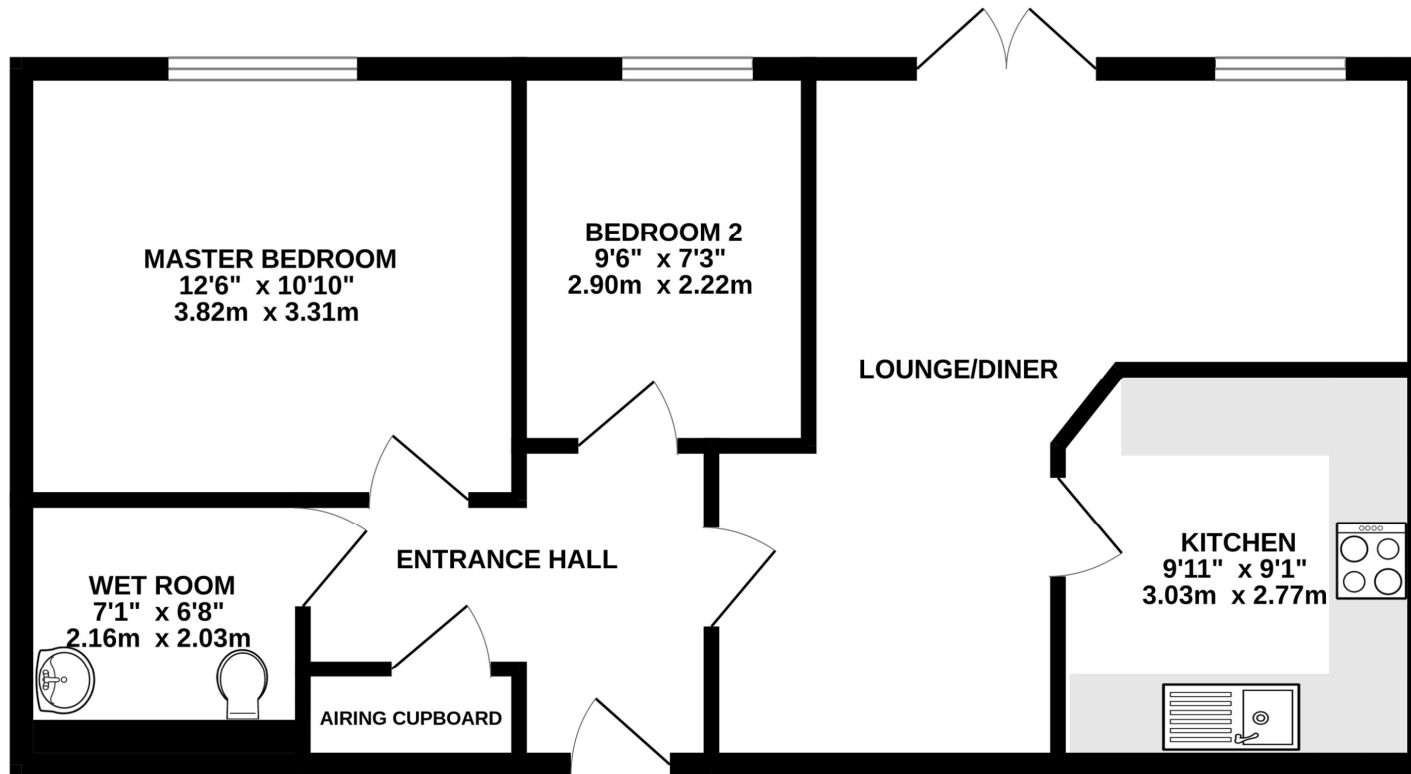 MASTER BEDROOM
12'6" x 10'10"
3.82m x 3.31m
BEDROOM 2
9'6" x 7'3"
2.90m x 2.22m
LOUNGE/DINER
ENTRANCE HALL
WET ROOM
7'1" x 6'8"
2.16m x 2.03m
KITCHEN
9'11" x 9'1"
3.03m x 2.77m
AIRING CUPBOARD